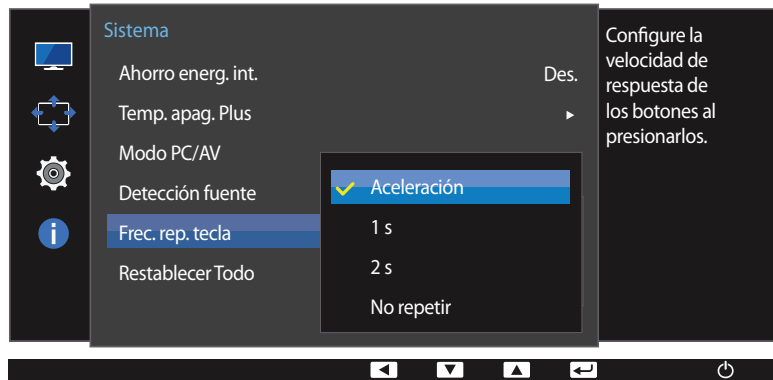 Sistema
Ahorro energ. int. Des.
Temp. apag. Plus
Modo PC/AV
Detección fuente
Frec. rep. tecla
Restablecer Todo
Aceleración
1 s
2 s
No repetir
Configure la
velocidad de
respuesta de
los botones al
presionarlos.